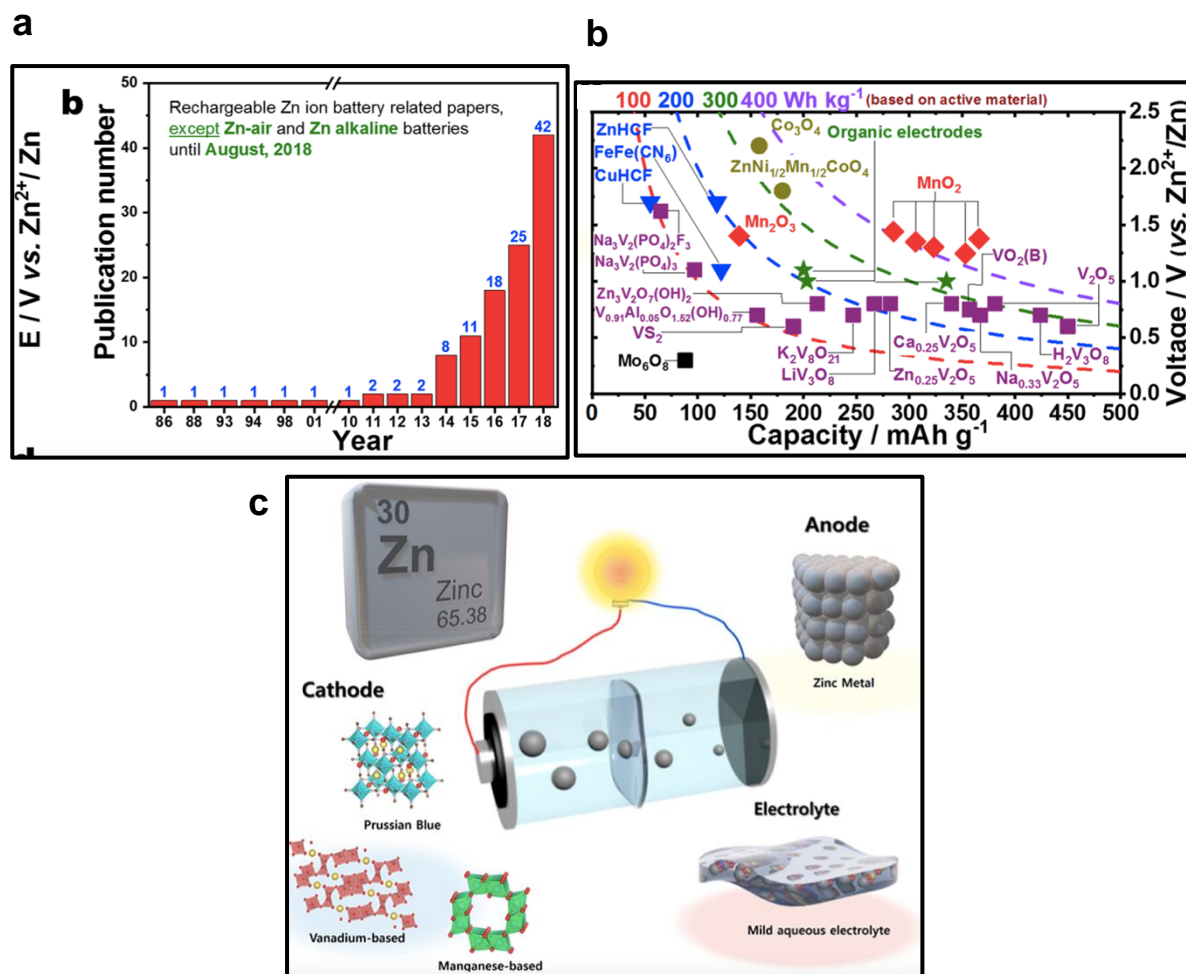 a
b
b
E / V vs. Zn2+/ Zn
Publication number
50
40
30
20
10
0
Rechargeable Zn ion battery related papers,
except Zn-air and Zn alkaline batteries
until August, 2018
1 1 1 1 1 1 1 2 2 2 8 11 18 25 42
86 88 93 94 98 01 10 11 12 13 14 15 16 17 18
Year
100 200 300 400 Wh kg-1 (based on active material)
ZnHCF
FeFe(CN6)
CuHCF
Co3O4
Organic electrodes
ZnNi1/2Mn1/2CoO4
MnO2
Mn2O3
Na3V2(PO4)2F3
Na3V2(PO4)3
VO2(B)
V2O5
Zn3V2O7(OH)2
V0.91Al0.05O1.52(OH)0.77
VS2
Mo6O8
K2V8O21
LiV3O8
Ca0.25V2O5
Zn0.25V2O5
Na0.33V2O5
H2V3O8
2.5
2.0
1.5
1.0
0.5
0.0
Voltage / V (vs. Zn2+/Zn)
0 50 100 150 200 250 300 350 400 450 500
Capacity / mAh g-1
c
30
Zn
Zinc
65.38
Anode
Zinc Metal
Cathode
Prussian Blue
Electrolyte
Vanadium-based
Manganese-based
Mild aqueous electrolyte